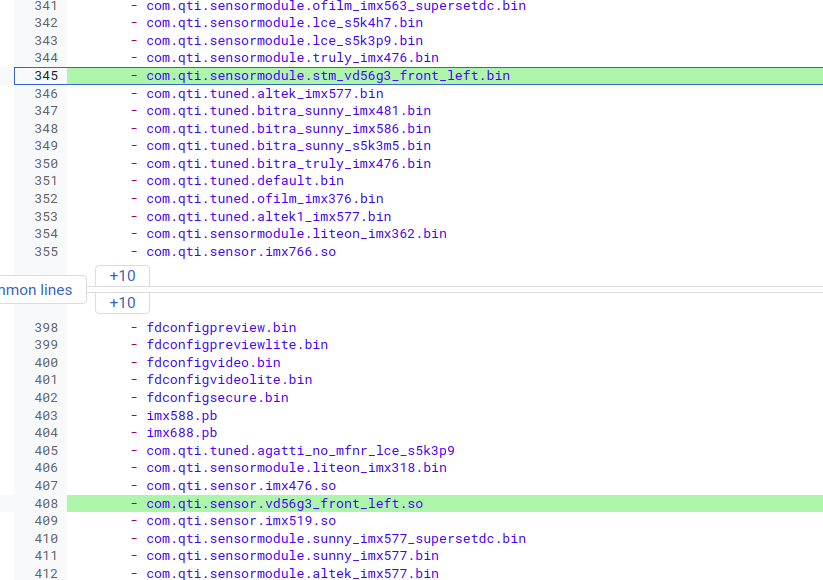 341 - com.qti.sensormodule.ofilm_imx563_supersetdc.bin
342 - com.qti.sensormodule.lce_s5k4h7.bin
343 - com.qti.sensormodule.lce_s5k3p9.bin
344 - com.qti.sensormodule.truly_imx476.bin
345 - com.qti.sensormodule.stm_vd56g3_front_left.bin
346 - com.qti.tuned.altek_imx577.bin
347 - com.qti.tuned.bitra_sunny_imx481.bin
348 - com.qti.tuned.bitra_sunny_imx586.bin
349 - com.qti.tuned.bitra_sunny_s5k3m5.bin
350 - com.qti.tuned.bitra_truly_imx476.bin
351 - com.qti.tuned.default.bin
352 - com.qti.tuned.ofilm_imx376.bin
353 - com.qti.tuned.altek1_imx577.bin
354 - com.qti.sensormodule.liteon_imx362.bin
355 - com.qti.sensor.imx766.so
+10
mmon lines
+10
398 - fdconfigpreview.bin
399 - fdconfigpreviewlite.bin
400 - fdconfigvideo.bin
401 - fdconfigvideolite.bin
402 - fdconfigsecure.bin
403 - imx588.pb
404 - imx688.pb
405 - com.qti.tuned.agatti_no_mfnr_lce_s5k3p9
406 - com.qti.sensormodule.liteon_imx318.bin
407 - com.qti.sensor.imx476.so
408 - com.qti.sensor.vd56g3_front_left.so
409 - com.qti.sensor.imx519.so
410 - com.qti.sensormodule.sunny_imx577_supersetdc.bin
411 - com.qti.sensormodule.sunny_imx577.bin
412 - com.qti.sensormodule.altek_imx577.bin